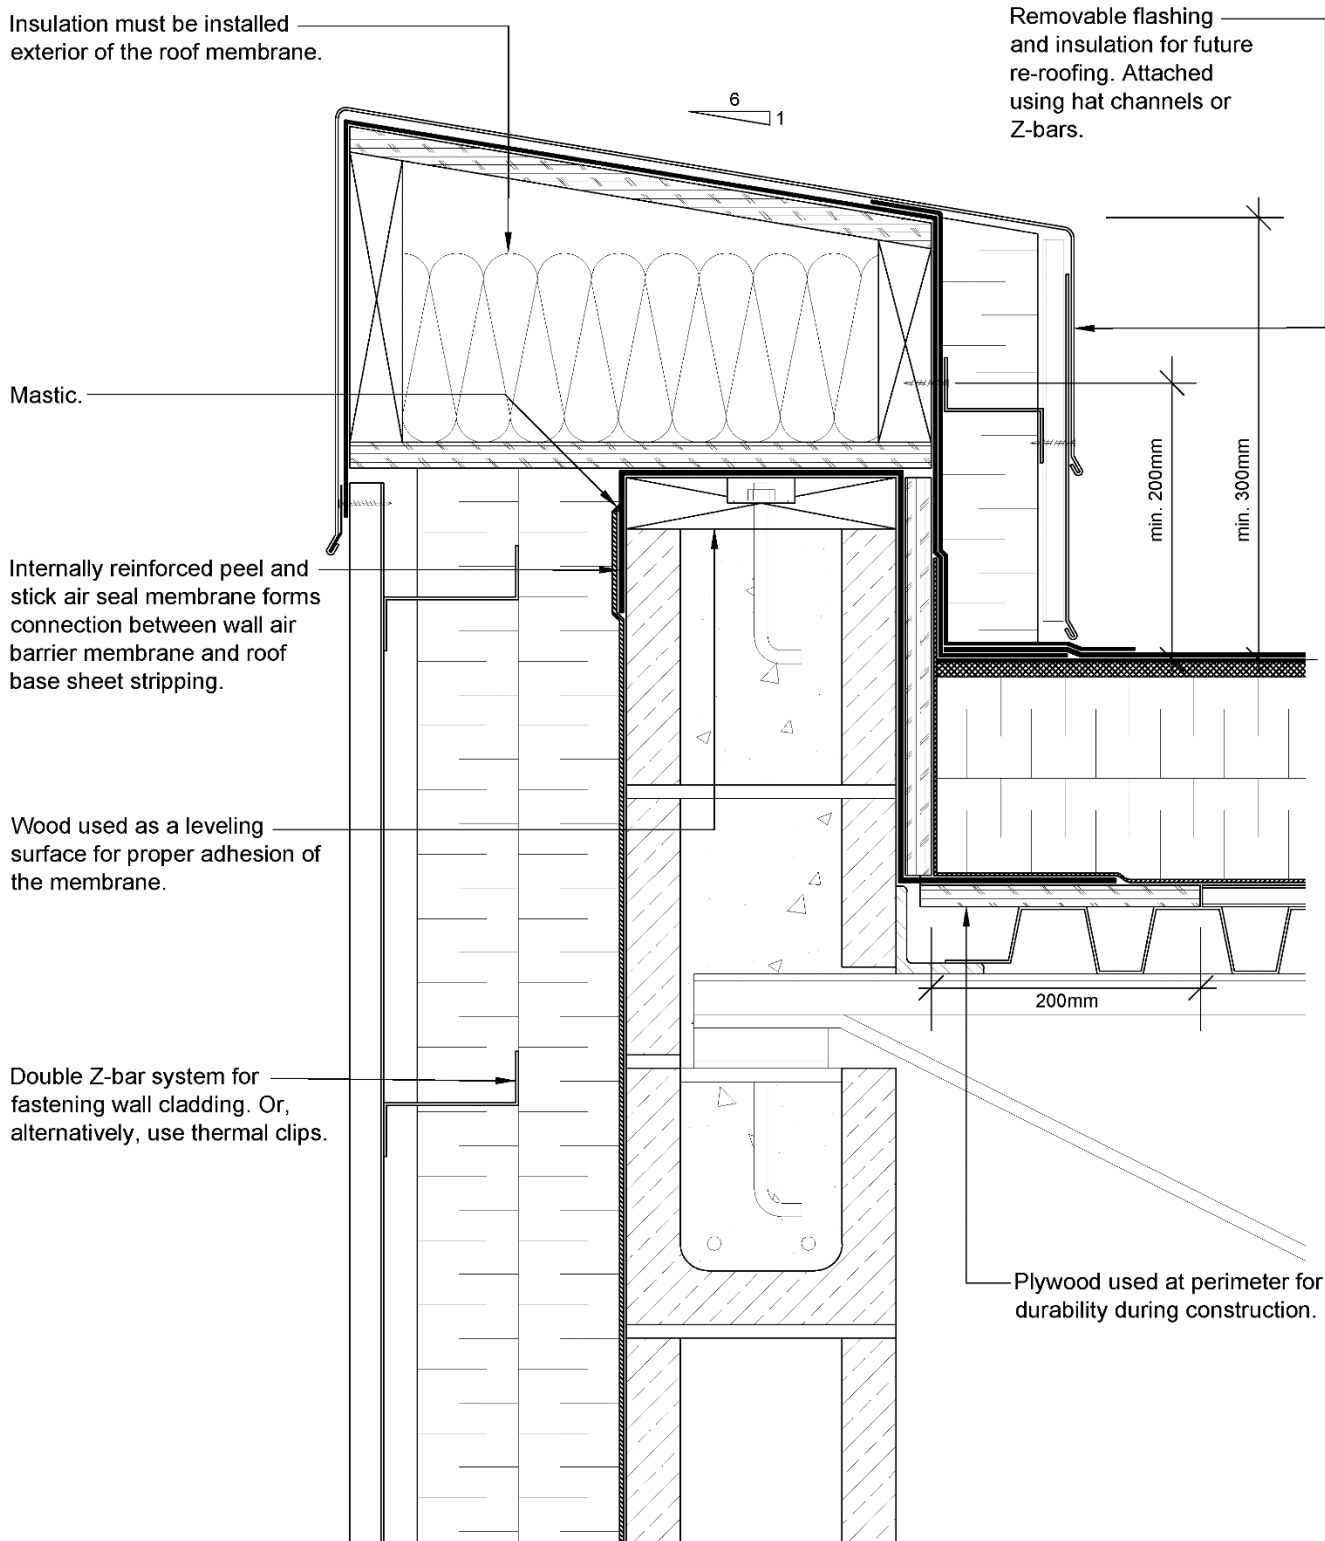 Insulation must be installed
exterior of the roof membrane.
Removable flashing
and insulation for future
re-roofing. Attached
using hat channels or
Z-bars.
6
1
Mastic.
min. 200mm
min. 300mm
Internally reinforced peel and
stick air seal membrane forms
connection between wall air
barrier membrane and roof
base sheet stripping.
Wood used as a leveling
surface for proper adhesion of
the membrane.
200mm
Double Z-bar system for
fastening wall cladding. Or,
alternatively, use thermal clips.
Plywood used at perimeter for
durability during construction.